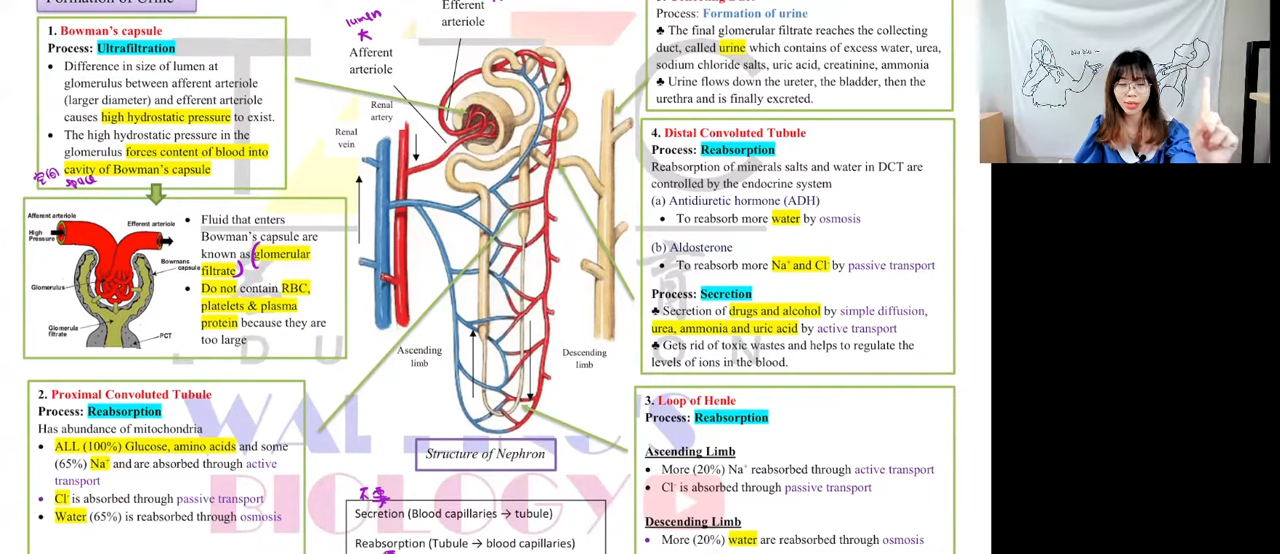 Formation of Urine
1. Bowman's capsule
Process: Ultrafiltration
• Difference in size of lumen at
glomerulus between afferent arteriole
(larger diameter) and efferent arteriole
causes high hydrostatic pressure to exist.
• The high hydrostatic pressure in the
glomerulus forces content of blood into
cavity of Bowman's capsule
space
Afferent arteriole
Efferent arteriole
High
Pressure
Bowmans
capsule
Glomerulus
Glomerula
filtrate
PCT
• Fluid that enters
Bowman's capsule are
known as glomerular
filtrate
• Do not contain RBC,
platelets & plasma
protein because they are
too large
2. Proximal Convoluted Tubule
Process: Reabsorption
Has abundance of mitochondria
• ALL (100%) Glucose, amino acids and some
(65%) Na⁺ and are absorbed through active
transport
• Cl⁻ is absorbed through passive transport
• Water (65%) is reabsorbed through osmosis
lumen
Efferent
arteriole
Afferent
arteriole
Renal
artery
Renal
vein
Ascending
limb
Descending
limb
Structure of Nephron
不要
Secretion (Blood capillaries → tubule)
Reabsorption (Tubule → blood capillaries)
Process: Formation of urine
♣ The final glomerular filtrate reaches the collecting
duct, called urine which contains of excess water, urea,
sodium chloride salts, uric acid, creatinine, ammonia
♣ Urine flows down the ureter, the bladder, then the
urethra and is finally excreted.
4. Distal Convoluted Tubule
Process: Reabsorption
Reabsorption of minerals salts and water in DCT are
controlled by the endocrine system
(a) Antidiuretic hormone (ADH)
• To reabsorb more water by osmosis
(b) Aldosterone
• To reabsorb more Na⁺ and Cl⁻ by passive transport
Process: Secretion
♣ Secretion of drugs and alcohol by simple diffusion,
urea, ammonia and uric acid by active transport
♣ Gets rid of toxic wastes and helps to regulate the
levels of ions in the blood.
3. Loop of Henle
Process: Reabsorption
Ascending Limb
• More (20%) Na⁺ reabsorbed through active transport
• Cl⁻ is absorbed through passive transport
Descending Limb
• More (20%) water are reabsorbed through osmosis
BIOLOGY